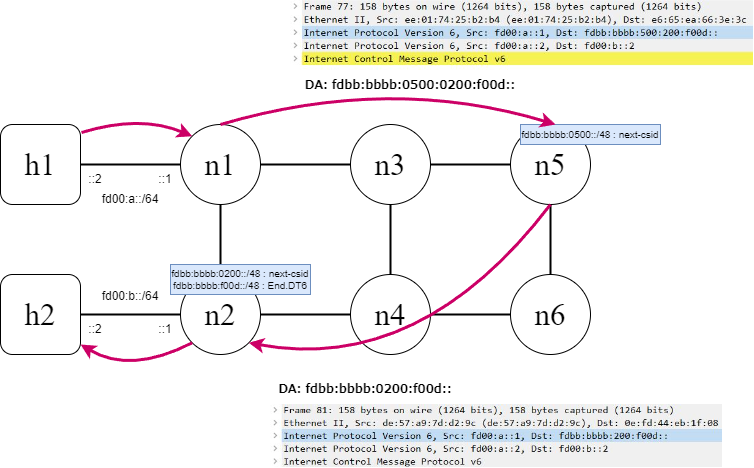 > Frame 77: 158 bytes on wire (1264 bits), 158 bytes captured (1264 bits)
> Ethernet II, Src: ee:01:74:25:b2:b4 (ee:01:74:25:b2:b4), Dst: e6:65:ea:66:3e:3c
> Internet Protocol Version 6, Src: fd00:a::1, Dst: fdbb:bbbb:500:200:f00d::
> Internet Protocol Version 6, Src: fd00:a::2, Dst: fd00:b::2
> Internet Control Message Protocol v6
DA: fdbb:bbbb:0500:0200:f00d::
fdbb:bbbb:0500::/48 : next-csid
h1
n1
n3
n5
::2
::1
fd00:a::/64
fdbb:bbbb:0200::/48 : next-csid
fdbb:bbbb:f00d::/48 : End.DT6
fd00:b::/64
h2
n2
n4
n6
::2
::1
DA: fdbb:bbbb:0200:f00d::
> Frame 81: 158 bytes on wire (1264 bits), 158 bytes captured (1264 bits)
> Ethernet II, Src: de:57:a9:7d:d2:9c (de:57:a9:7d:d2:9c), Dst: 0e:fd:44:eb:1f:08
> Internet Protocol Version 6, Src: fd00:a::1, Dst: fdbb:bbbb:200:f00d::
> Internet Protocol Version 6, Src: fd00:a::2, Dst: fd00:b::2
> Internet Control Message Protocol v6